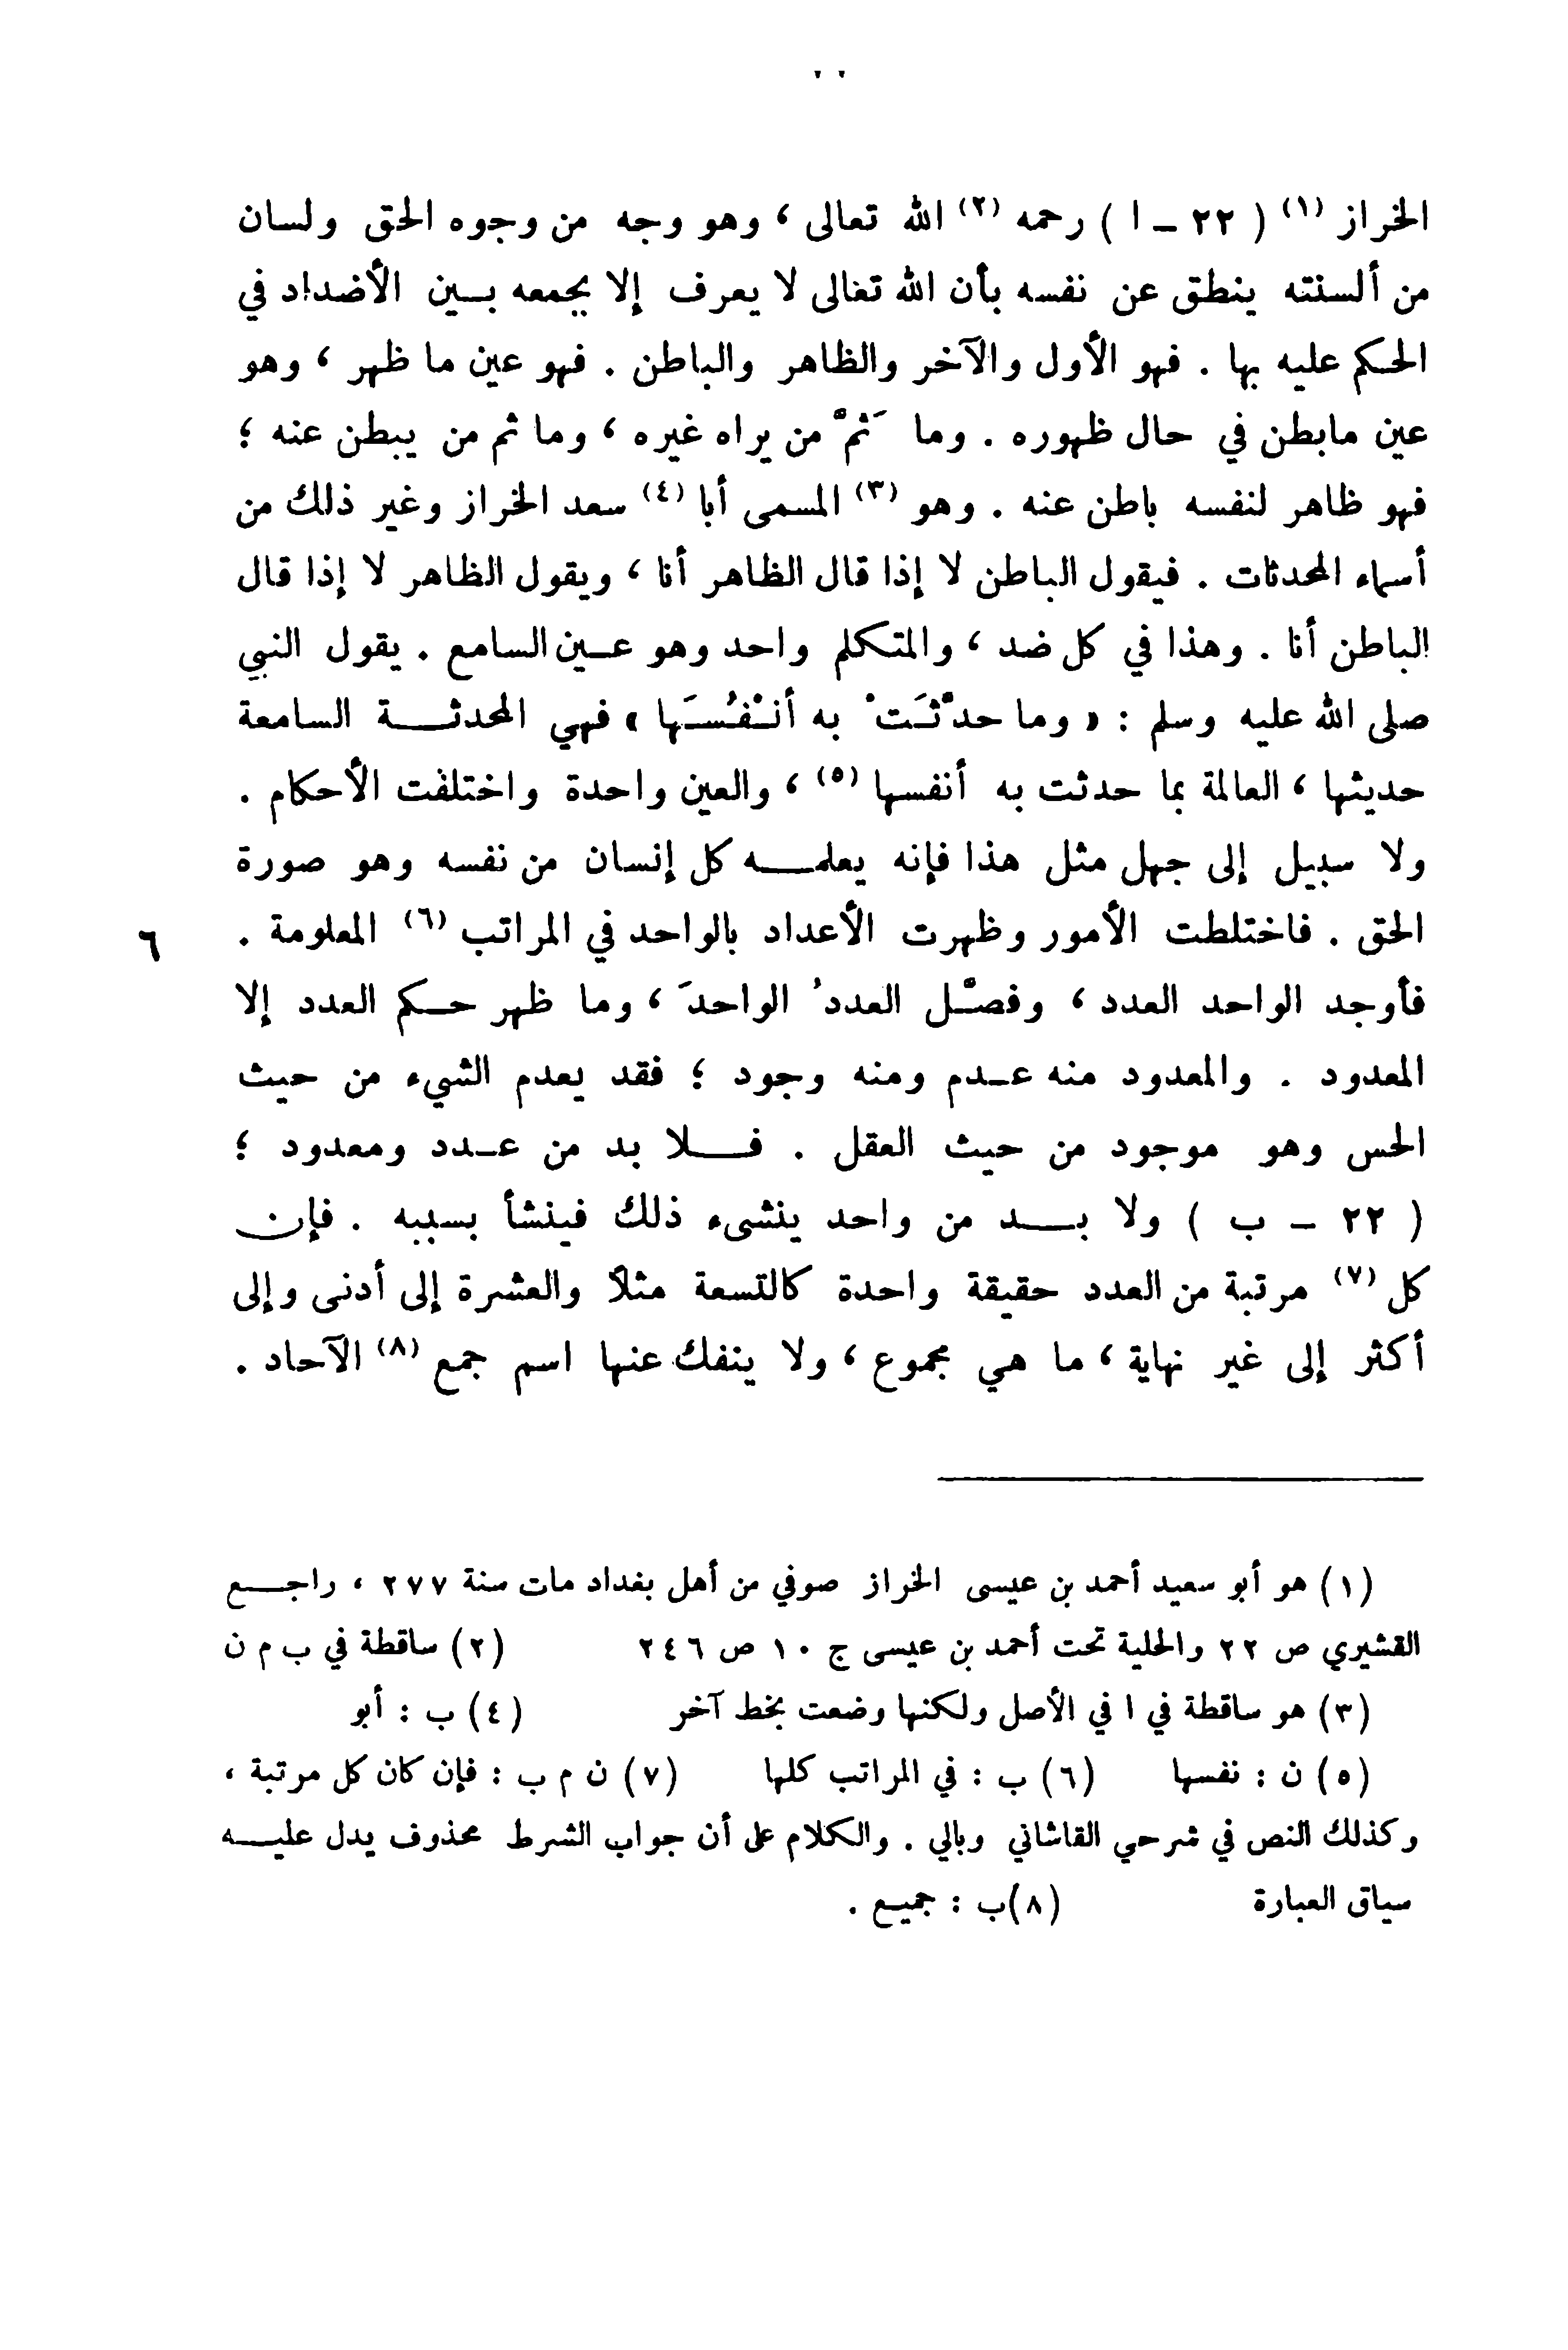 الخراز (١) ( ٢٢ – ا ) رحمه (٢) الله تعالى ، وهو وجه من وجوه الحق ولسان
من ألسنته ينطق عن نفسه بأن الله تعالى لا يعرف إلا بجمعه بين الأضداد في
الحكم عليه بها . فهو الأول والآخر والظاهر والباطن . فهو عين ما ظهر ، وهو
عين مابطن في حال ظهوره . وما ثَمَّ من يراه غيره ، وما ثم من يبطن عنه ؛
فهو ظاهر لنفسه باطن عنه . وهو (٣) المسمى أبا (٤) سعد الخراز وغير ذلك من
أسماء المحدثات . فيقول الباطن لا إذا قال الظاهر أنا ، ويقول الظاهر لا إذا قال
الباطن أنا . وهذا في كل ضد ، والمتكلم واحد وهو عين السامع . يقول النبي
صلى الله عليه وسلم : « وما حدَّثَتْ به أنْفُسَها » فهي المحدثة السامعة
حديثها ، العالمة بما حدثت به أنفسها (٥) ، والعين واحدة واختلفت الأحكام .
ولا سبيل إلى جهل مثل هذا فإنه يعلمه كل إنسان من نفسه وهو صورة
الحق . فاختلطت الأمور وظهرت الأعداد بالواحد في المراتب (٦) المعلومة . ٦
فأوجد الواحد العدد ، وفصَّل العددُ الواحدَ ، وما ظهر حكم العدد إلا
المعدود . والمعدود منه عدم ومنه وجود ؛ فقد يعدم الشيء من حيث
الحس وهو موجود من حيث العقل . فلا بد من عدد ومعدود ؛
( ٢٢ – ب ) ولا بد من واحد ينشىء ذلك فينشأ بسببه . فإن
كل (٧) مرتبة من العدد حقيقة واحدة كالتسعة مثلاً والعشرة إلى أدنى وإلى
أكثر إلى غير نهاية ، ما هي مجموع ، ولا ينفك عنها اسم جمع (٨) الآحاد .
(١) هو أبو سعيد أحمد بن عيسى الخراز صوفي من أهل بغداد مات سنة ٢٧٧ ، راجع
القشيري ص ٢٢ والحلية تحت أحمد بن عيسى ج ١٠ ص ٢٤٦ (٢) ساقطة في ب م ن
(٣) هو ساقطة في ا في الأصل ولكنها وضعت بخط آخر (٤) ب : أبو
(٥) ن : نفسها (٦) ب : في المراتب كلها (٧) ن م ب : فإن كان كل مرتبة ،
وكذلك النص في شرحي القاشاني وبالي . والكلام على أن جواب الشرط محذوف يدل عليه
سياق العبارة (٨)ب : جميع .